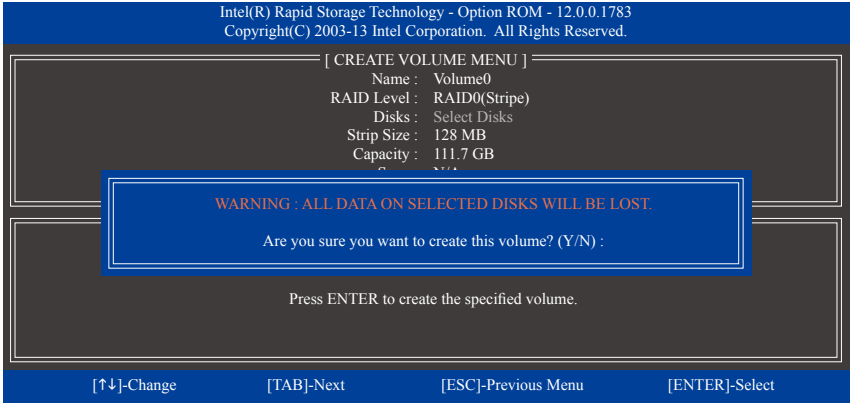 Intel(R) Rapid Storage Technology - Option ROM - 12.0.0.1783
Copyright(C) 2003-13 Intel Corporation. All Rights Reserved.
[ CREATE VOLUME MENU ]
Name : Volume0
RAID Level : RAID0(Stripe)
Disks : Select Disks
Strip Size : 128 MB
Capacity : 111.7 GB
WARNING : ALL DATA ON SELECTED DISKS WILL BE LOST.
Are you sure you want to create this volume? (Y/N) :
Press ENTER to create the specified volume.
[↑↓]-Change [TAB]-Next [ESC]-Previous Menu [ENTER]-Select